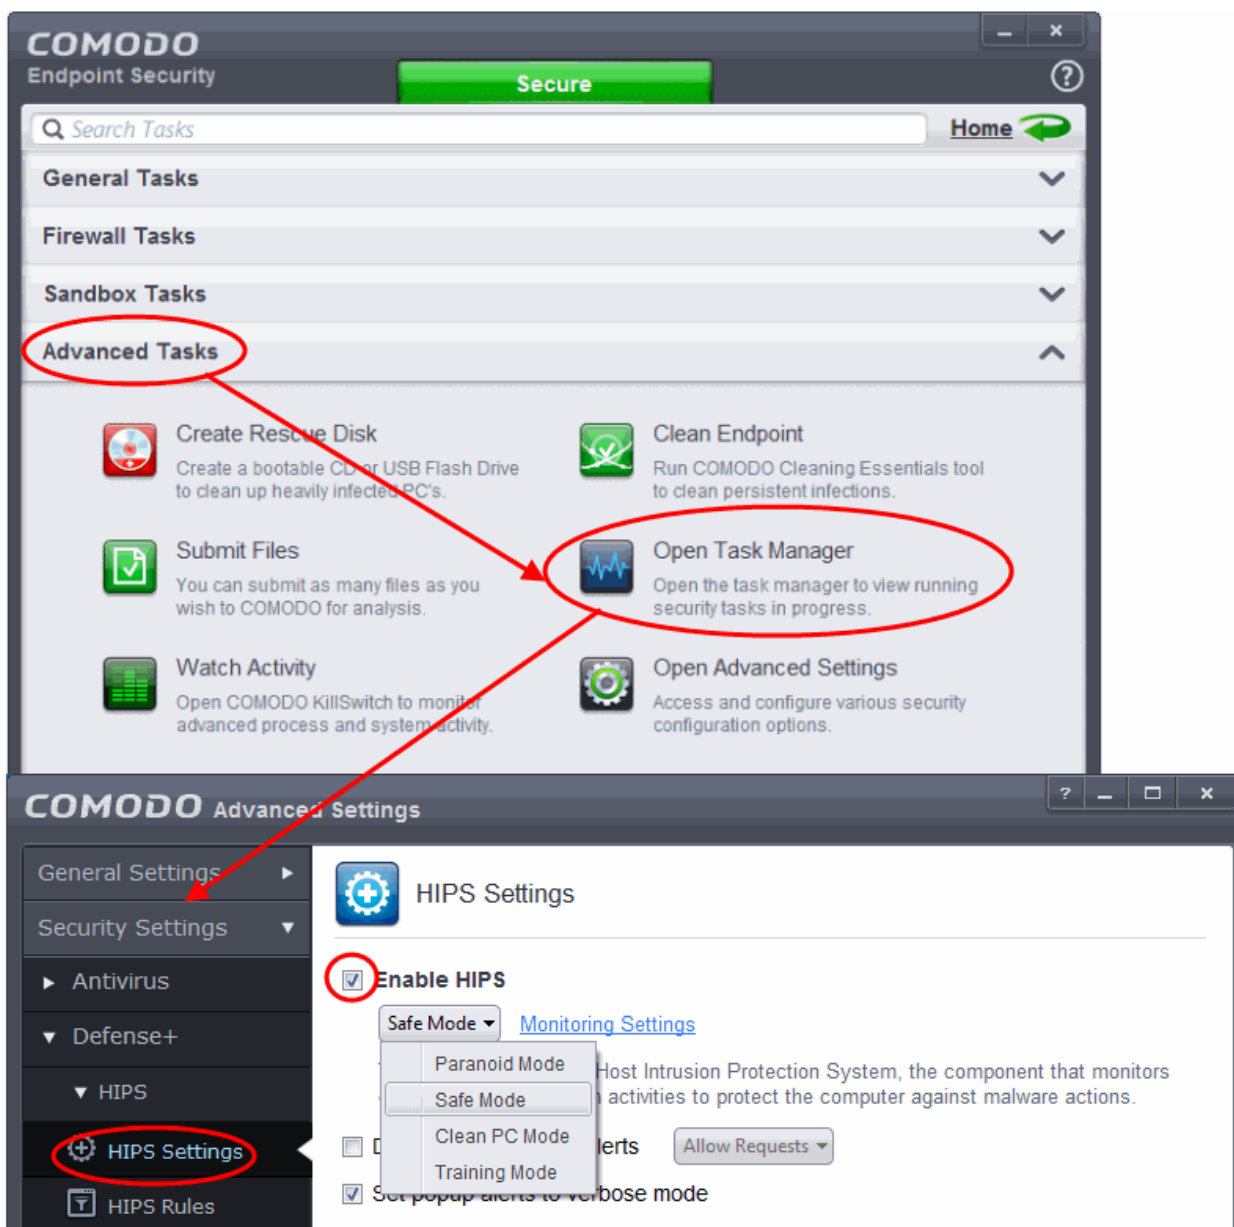 COMODO
Endpoint Security
Secure
Search Tasks
Home
General Tasks
Firewall Tasks
Sandbox Tasks
Advanced Tasks
Create Rescue Disk
Create a bootable CD or USB Flash Drive
to clean up heavily infected PC's.
Clean Endpoint
Run COMODO Cleaning Essentials tool
to clean persistent infections.
Submit Files
You can submit as many files as you
wish to COMODO for analysis.
Open Task Manager
Open the task manager to view running
security tasks in progress.
Watch Activity
Open COMODO KillSwitch to monitor
advanced process and system activity.
Open Advanced Settings
Access and configure various security
configuration options.
COMODO Advanced Settings
General Settings
Security Settings
Antivirus
Defense+
HIPS
HIPS Settings
HIPS Rules
HIPS Settings
Enable HIPS
Safe Mode
Monitoring Settings
Paranoid Mode
Safe Mode
Clean PC Mode
Training Mode
Host Intrusion Protection System, the component that monitors
activities to protect the computer against malware actions.
Allow Requests
Set popup alerts to verbose mode